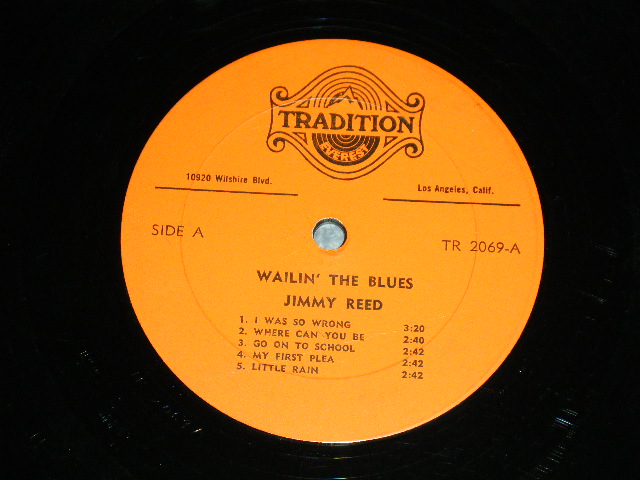 TRADITION
EVEREST
10920 Wilshire Blvd.
Los Angeles, Calif.
SIDE A
TR 2069-A
WAILIN' THE BLUES
JIMMY REED
1. I WAS SO WRONG 3:20
2. WHERE CAN YOU BE 2:40
3. GO ON TO SCHOOL 2:42
4. MY FIRST PLEA 2:42
5. LITTLE RAIN 2:42